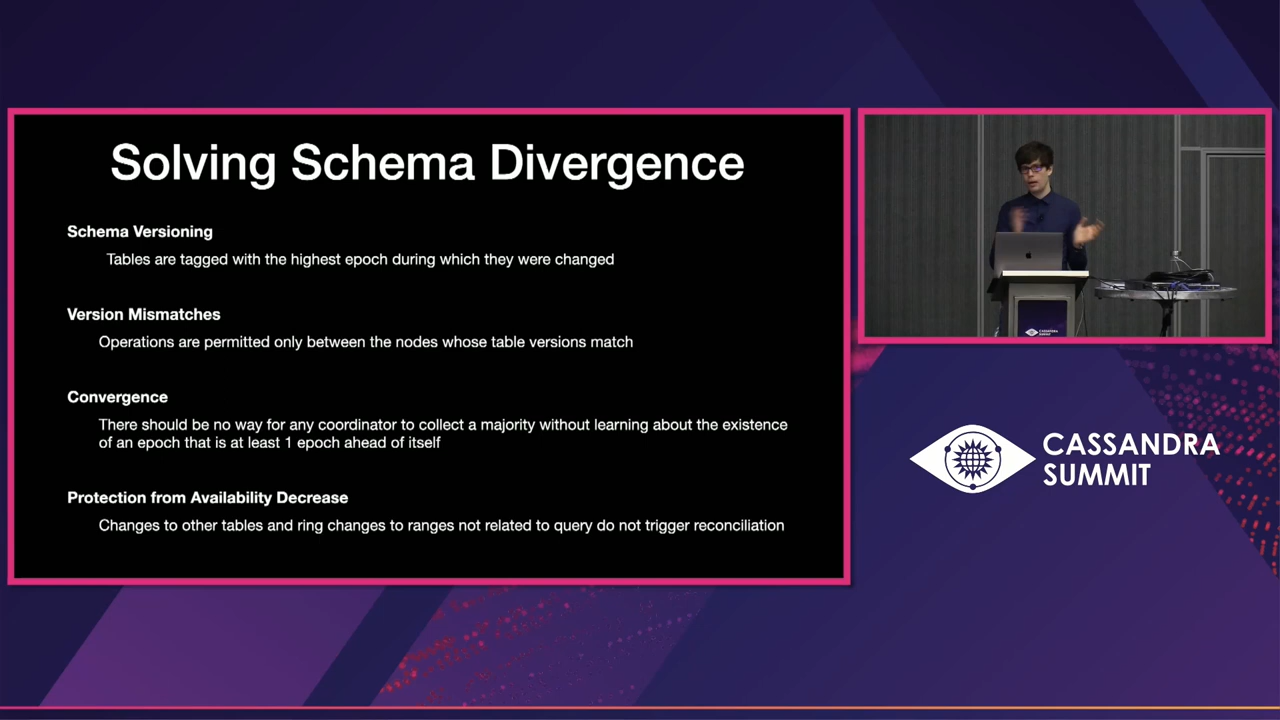 Solving Schema Divergence
Schema Versioning
Tables are tagged with the highest epoch during which they were changed
Version Mismatches
Operations are permitted only between the nodes whose table versions match
Convergence
There should be no way for any coordinator to collect a majority without learning about the existence
of an epoch that is at least 1 epoch ahead of itself
Protection from Availability Decrease
Changes to other tables and ring changes to ranges not related to query do not trigger reconciliation
CASSANDRA
SUMMIT
CASSANDRA
SUMMIT